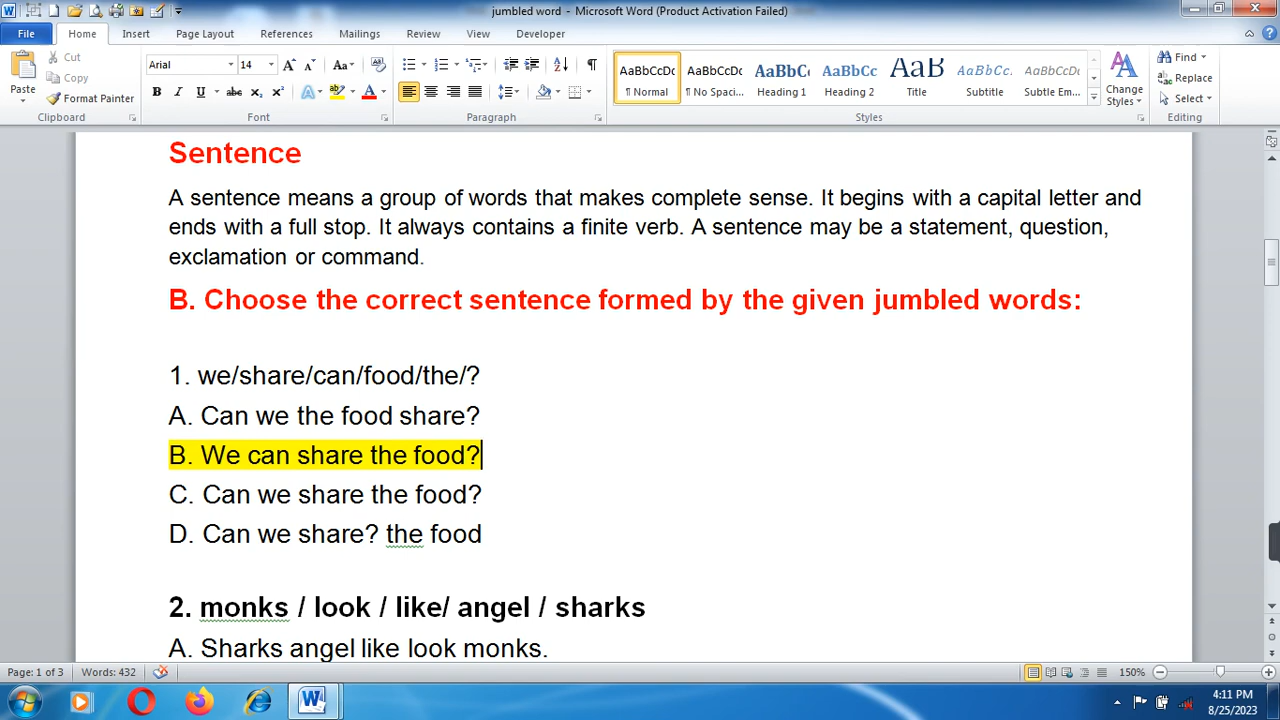 jumbled word - Microsoft Word (Product Activation Failed)
File Home Insert Page Layout References Mailings Review View Developer
Paste
Cut
Copy
Format Painter
Clipboard
Arial 14
Font
Paragraph
AaBbCcDc
¶ Normal
AaBbCcDc
¶ No Spaci...
AaBbCc
Heading 1
AaBbCc
Heading 2
AaB
Title
AaBbCc.
Subtitle
AaBbCcDc
Subtle Em...
Change
Styles
Styles
Find
Replace
Select
Editing
Sentence
A sentence means a group of words that makes complete sense. It begins with a capital letter and
ends with a full stop. It always contains a finite verb. A sentence may be a statement, question,
exclamation or command.
B. Choose the correct sentence formed by the given jumbled words:
1. we/share/can/food/the/?
A. Can we the food share?
B. We can share the food?
C. Can we share the food?
D. Can we share? the food
2. monks / look / like/ angel / sharks
A. Sharks angel like look monks.
Page: 1 of 3 Words: 432 150%
4:11 PM
8/25/2023